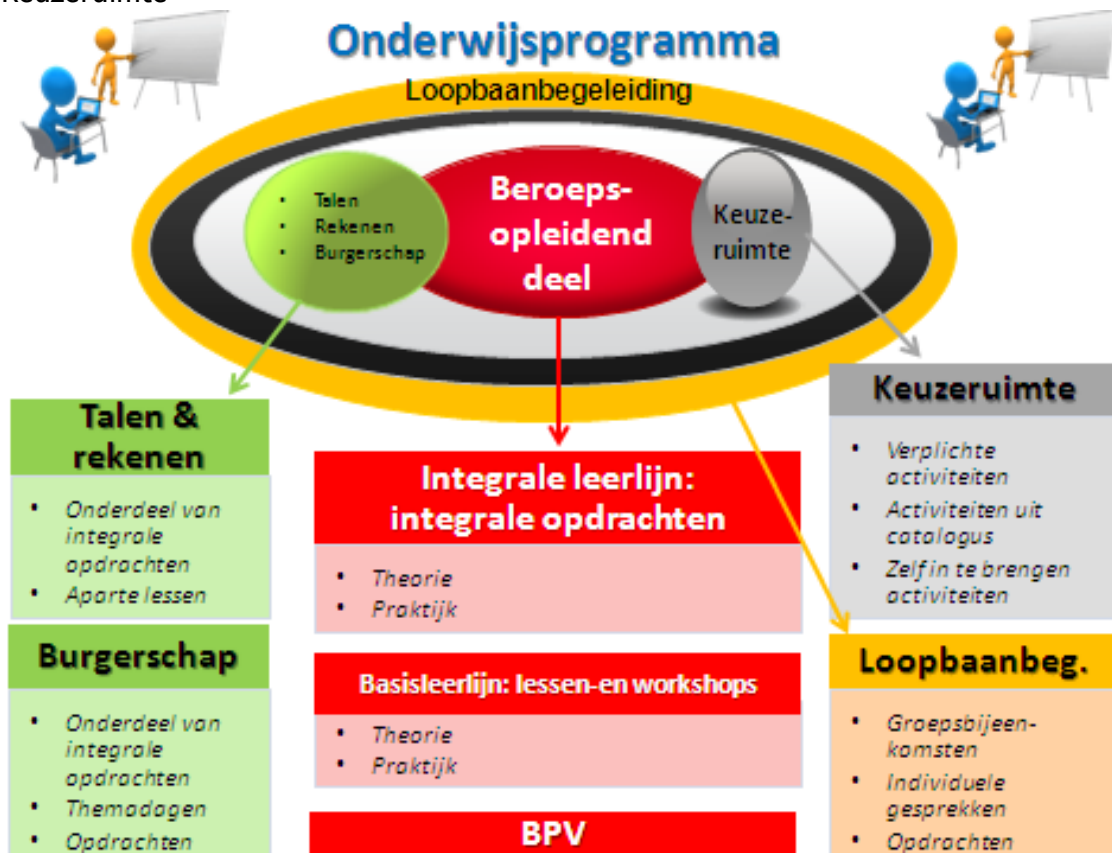 Keuzeruimte
Onderwijsprogramma
Loopbaanbegeleiding
• Talen
• Rekenen
• Burgerschap
Beroeps-
opleidend
deel
Keuze-
ruimte
Talen &
rekenen
• Onderdeel van
integrale
opdrachten
• Aparte lessen
Burgerschap
• Onderdeel van
integrale
opdrachten
• Themadagen
• Opdrachten
Integrale leerlijn:
integrale opdrachten
• Theorie
• Praktijk
Basisleerlijn: lessen-en workshops
• Theorie
• Praktijk
BPV
Keuzeruimte
• Verplichte
activiteiten
• Activiteiten uit
catalogus
• Zelf in te brengen
activiteiten
Loopbaanbeg.
• Groepsbijeen-
komsten
• Individuele
gesprekken
• Opdrachten